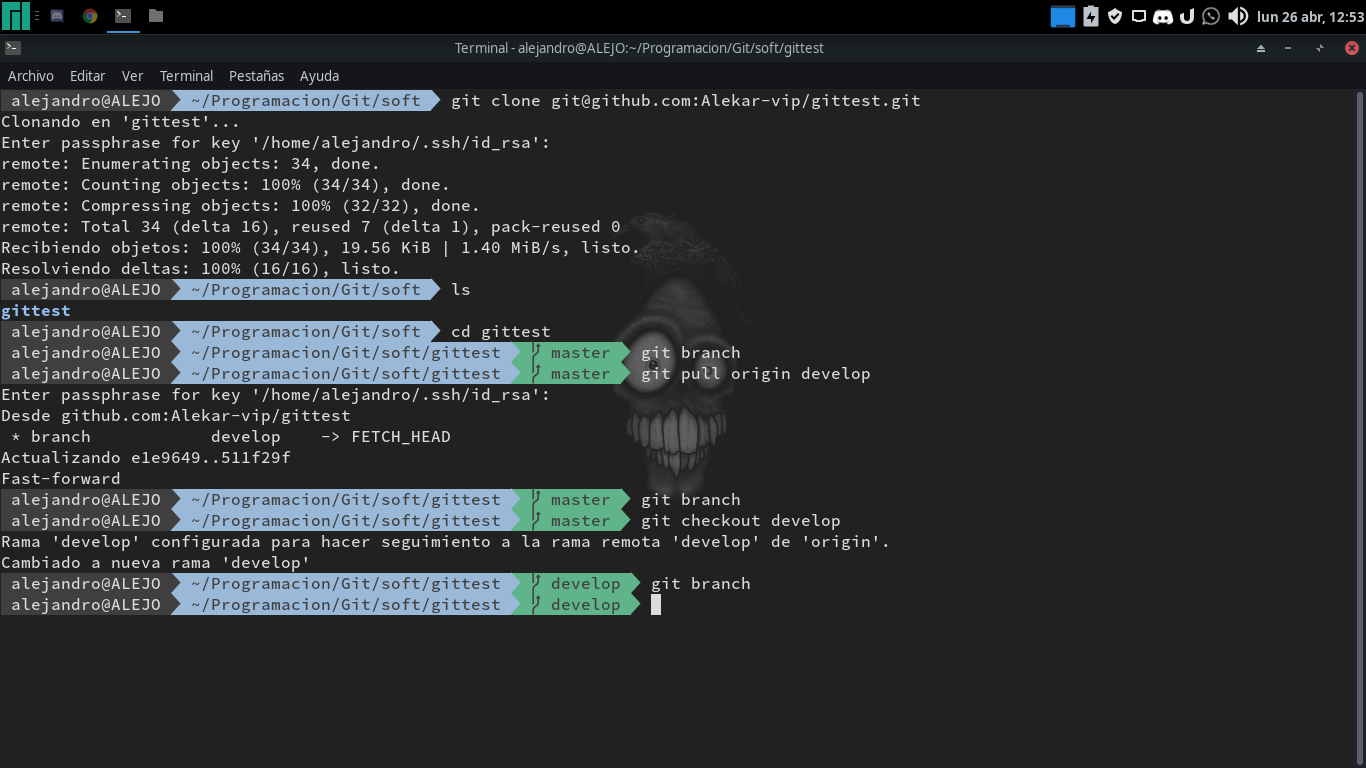 lun 26 abr, 12:53
Terminal - alejandro@ALEJO:~/Programacion/Git/soft/gittest
Archivo Editar Ver Terminal Pestañas Ayuda
alejandro@ALEJO ~/Programacion/Git/soft git clone git@github.com:Alekar-vip/gittest.git
Clonando en 'gittest'...
Enter passphrase for key '/home/alejandro/.ssh/id_rsa':
remote: Enumerating objects: 34, done.
remote: Counting objects: 100% (34/34), done.
remote: Compressing objects: 100% (32/32), done.
remote: Total 34 (delta 16), reused 7 (delta 1), pack-reused 0
Recibiendo objetos: 100% (34/34), 19.56 KiB | 1.40 MiB/s, listo.
Resolviendo deltas: 100% (16/16), listo.
alejandro@ALEJO ~/Programacion/Git/soft ls
gittest
alejandro@ALEJO ~/Programacion/Git/soft cd gittest
alejandro@ALEJO ~/Programacion/Git/soft/gittest master git branch
alejandro@ALEJO ~/Programacion/Git/soft/gittest master git pull origin develop
Enter passphrase for key '/home/alejandro/.ssh/id_rsa':
Desde github.com:Alekar-vip/gittest
* branch develop -> FETCH_HEAD
Actualizando e1e9649..511f29f
Fast-forward
alejandro@ALEJO ~/Programacion/Git/soft/gittest master git branch
alejandro@ALEJO ~/Programacion/Git/soft/gittest master git checkout develop
Rama 'develop' configurada para hacer seguimiento a la rama remota 'develop' de 'origin'.
Cambiado a nueva rama 'develop'
alejandro@ALEJO ~/Programacion/Git/soft/gittest develop git branch
alejandro@ALEJO ~/Programacion/Git/soft/gittest develop